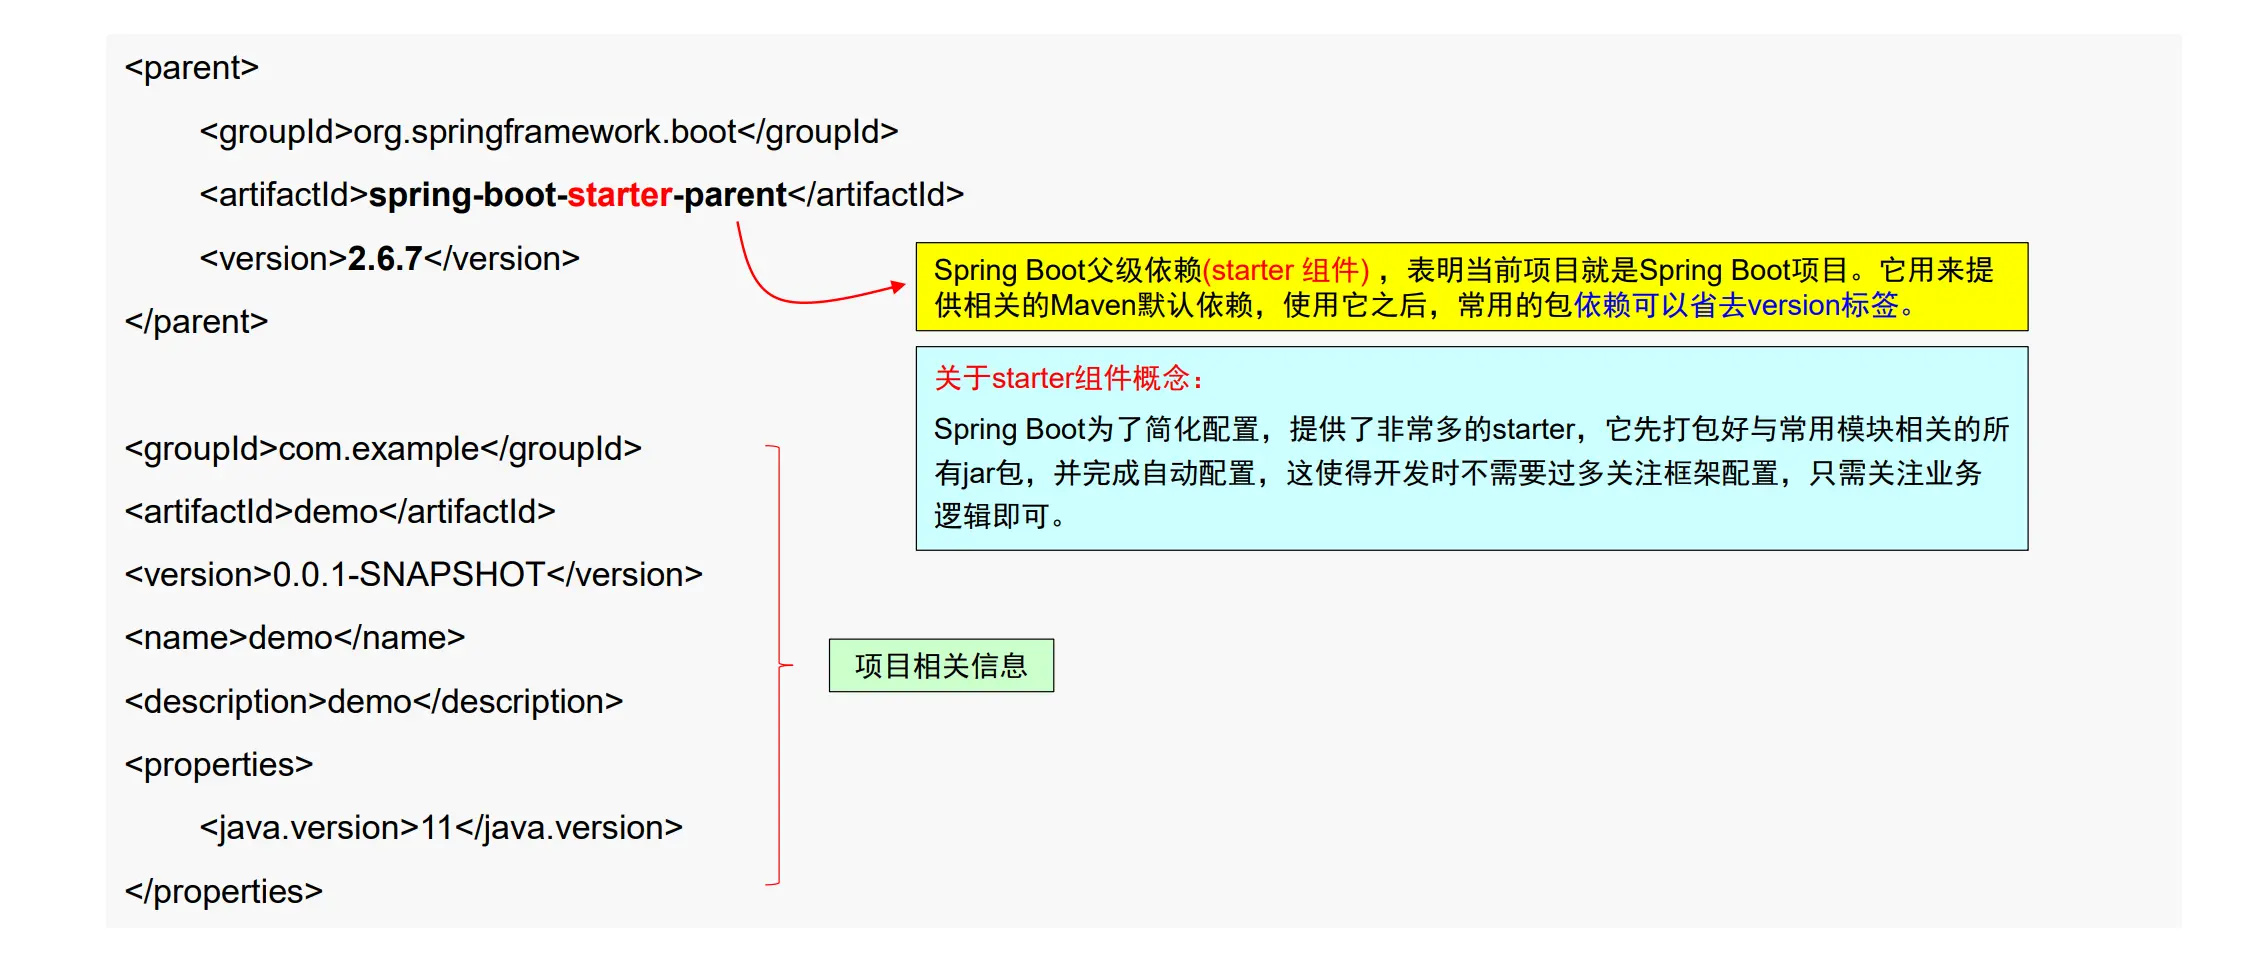 <parent>
<groupId>org.springframework.boot</groupId>
<artifactId>spring-boot-starter-parent</artifactId>
<version>2.6.7</version>
</parent>
Spring Boot父级依赖(starter 组件) ，表明当前项目就是Spring Boot项目。它用来提
供相关的Maven默认依赖，使用它之后，常用的包依赖可以省去version标签。
关于starter组件概念：
Spring Boot为了简化配置，提供了非常多的starter，它先打包好与常用模块相关的所
有jar包，并完成自动配置，这使得开发时不需要过多关注框架配置，只需关注业务
逻辑即可。
<groupId>com.example</groupId>
<artifactId>demo</artifactId>
<version>0.0.1-SNAPSHOT</version>
<name>demo</name>
<description>demo</description>
<properties>
<java.version>11</java.version>
</properties>
项目相关信息